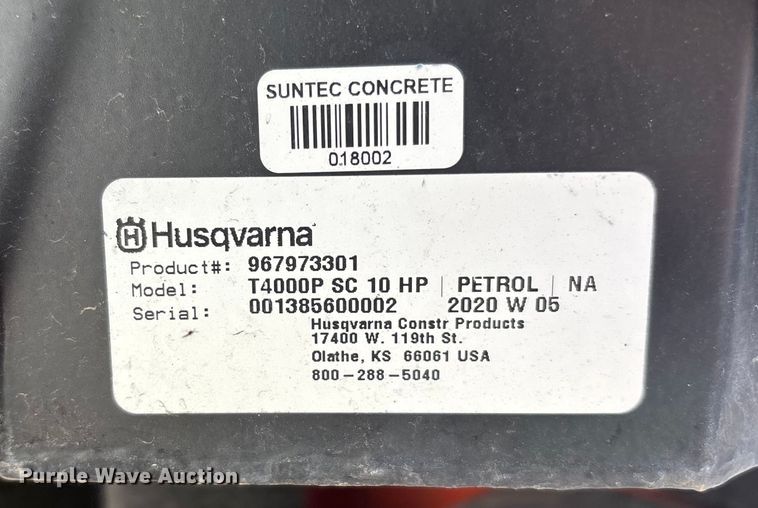 SUNTEC CONCRETE
018002
Husqvarna
Product#: 967973301
Model: T4000P SC 10 HP | PETROL | NA
Serial: 001385600002 2020 W 05
Husqvarna Constr Products
17400 W. 119th St.
Olathe, KS 66061 USA
800-288-5040
Purple Wave Auction